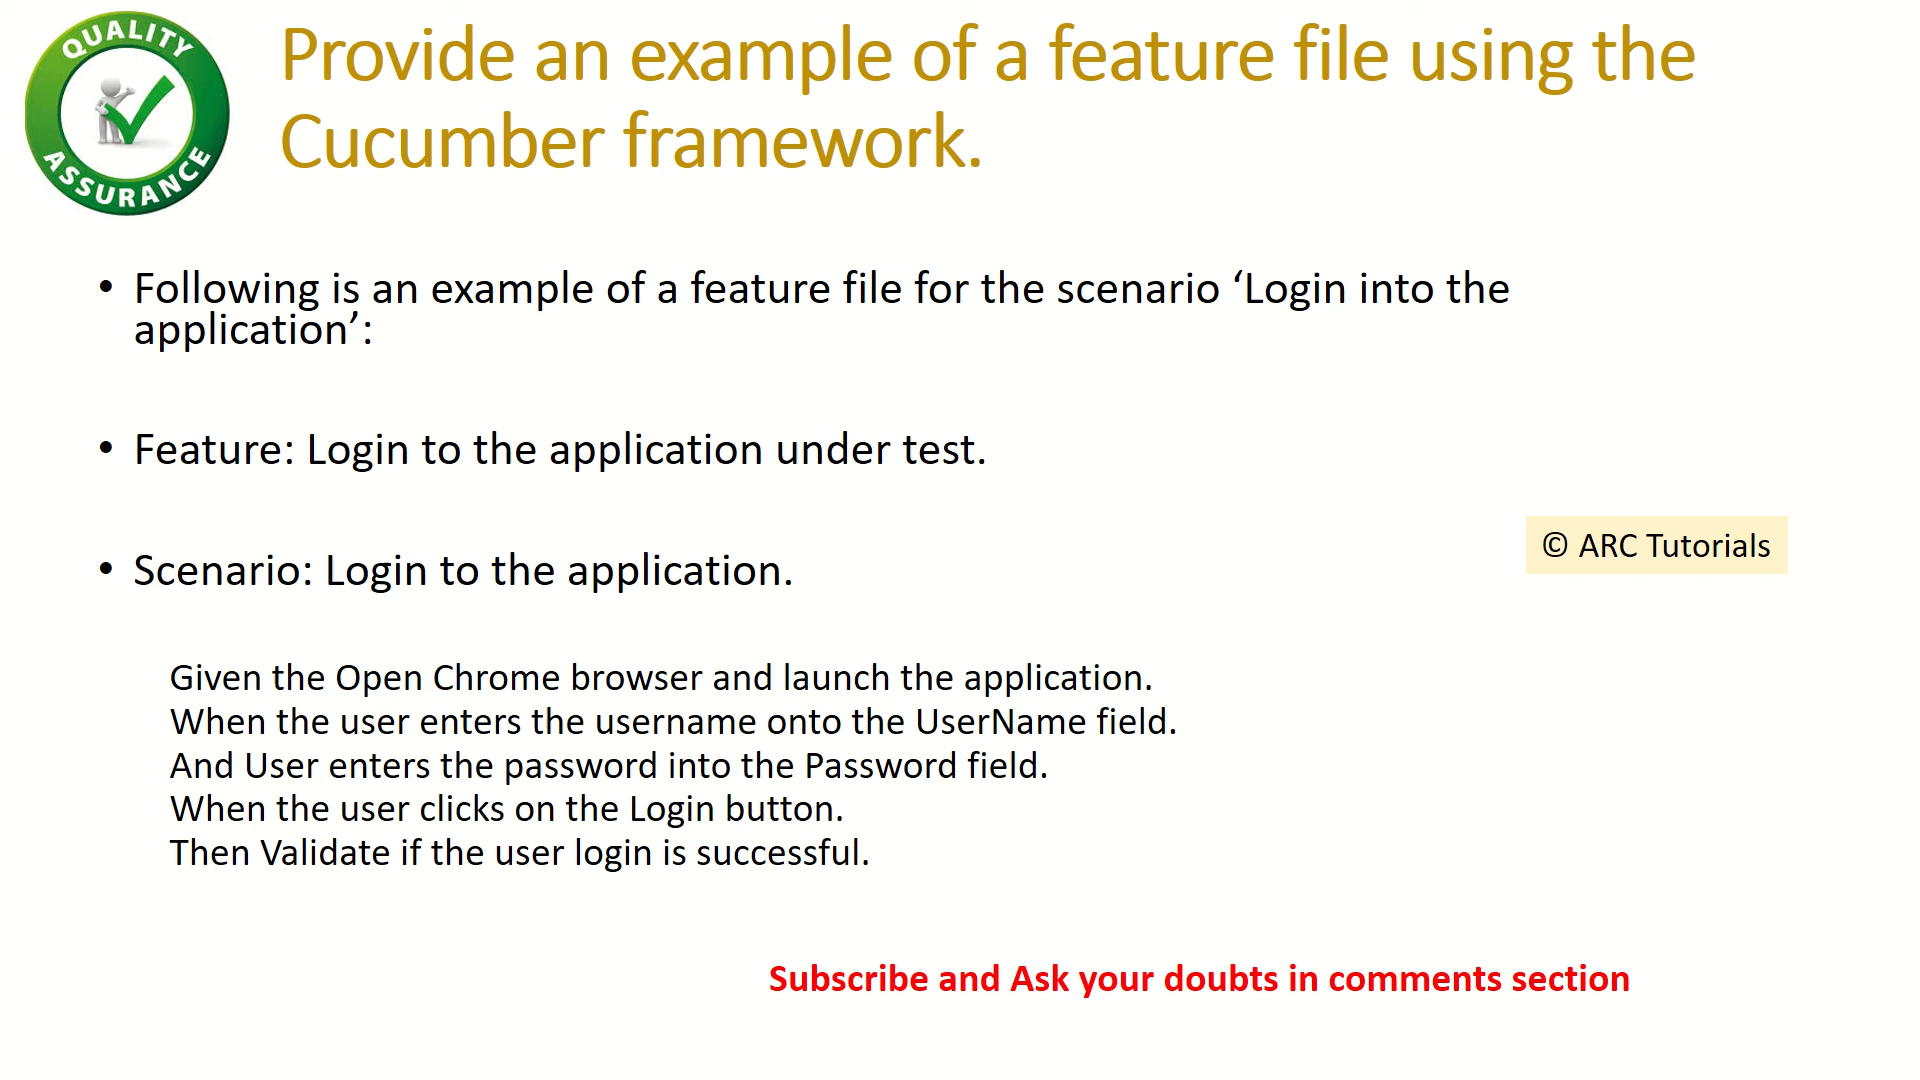 QUALITY
ASSURANCE
Provide an example of a feature file using the
Cucumber framework.
• Following is an example of a feature file for the scenario ‘Login into the
application’:
• Feature: Login to the application under test.
• Scenario: Login to the application.
Given the Open Chrome browser and launch the application.
When the user enters the username onto the UserName field.
And User enters the password into the Password field.
When the user clicks on the Login button.
Then Validate if the user login is successful.
© ARC Tutorials
Subscribe and Ask your doubts in comments section